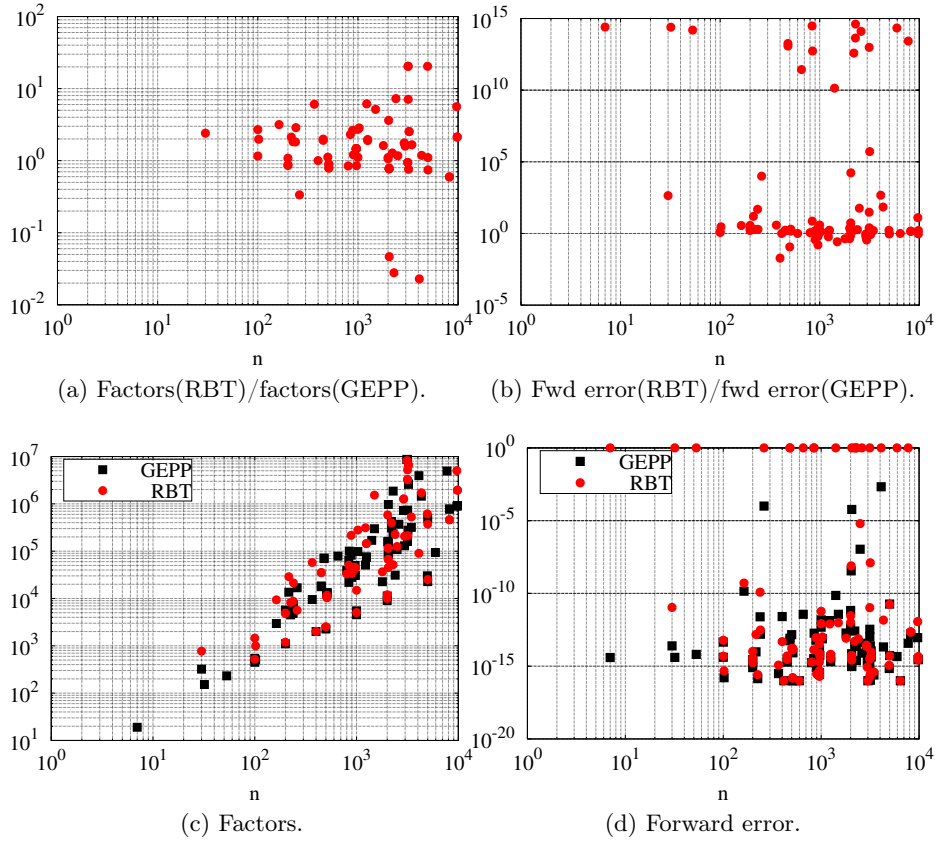 10^2
10^1
10^0
10^-1
10^-2
10^0 10^1 10^2 10^3 10^4
n
(a) Factors(RBT)/factors(GEPP).
10^15
10^10
10^5
10^0
10^-5
10^0 10^1 10^2 10^3 10^4
n
(b) Fwd error(RBT)/fwd error(GEPP).
10^7
10^6
10^5
10^4
10^3
10^2
10^1
GEPP
RBT
10^0 10^1 10^2 10^3 10^4
n
(c) Factors.
10^0
10^-5
10^-10
10^-15
10^-20
GEPP
RBT
10^0 10^1 10^2 10^3 10^4
n
(d) Forward error.